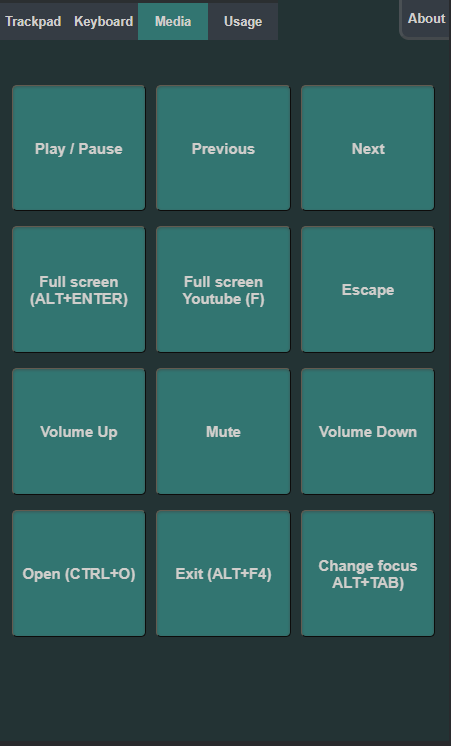 Trackpad Keyboard Media Usage About
Play / Pause Previous Next
Full screen
(ALT+ENTER)
Full screen
Youtube (F)
Escape
Volume Up Mute Volume Down
Open (CTRL+O) Exit (ALT+F4)
Change focus
ALT+TAB)